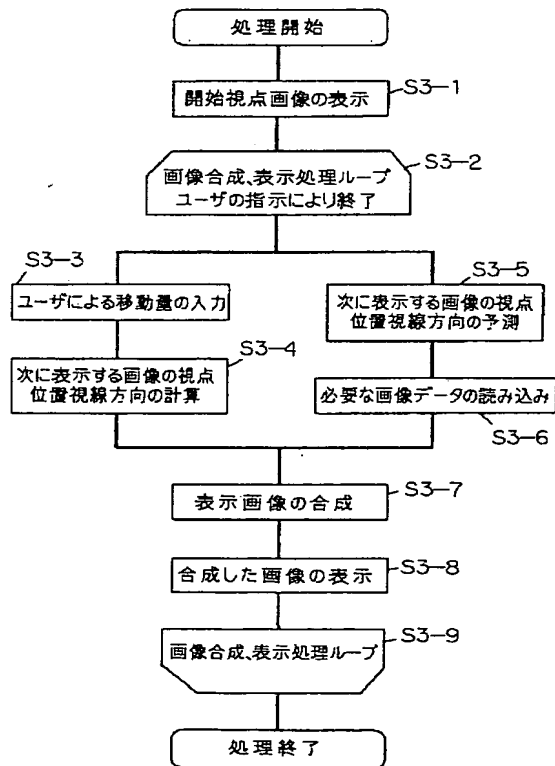 処理開始
S3-1
開始視点画像の表示
S3-2
画像合成、表示処理ループ
ユーザの指示により終了
S3-3
ユーザによる移動量の入力
S3-4
次に表示する画像の視点
位置視線方向の計算
S3-5
次に表示する画像の視点
位置視線方向の予測
必要な画像データの読み込み
S3-6
S3-7
表示画像の合成
S3-8
合成した画像の表示
S3-9
画像合成、表示処理ループ
処理終了